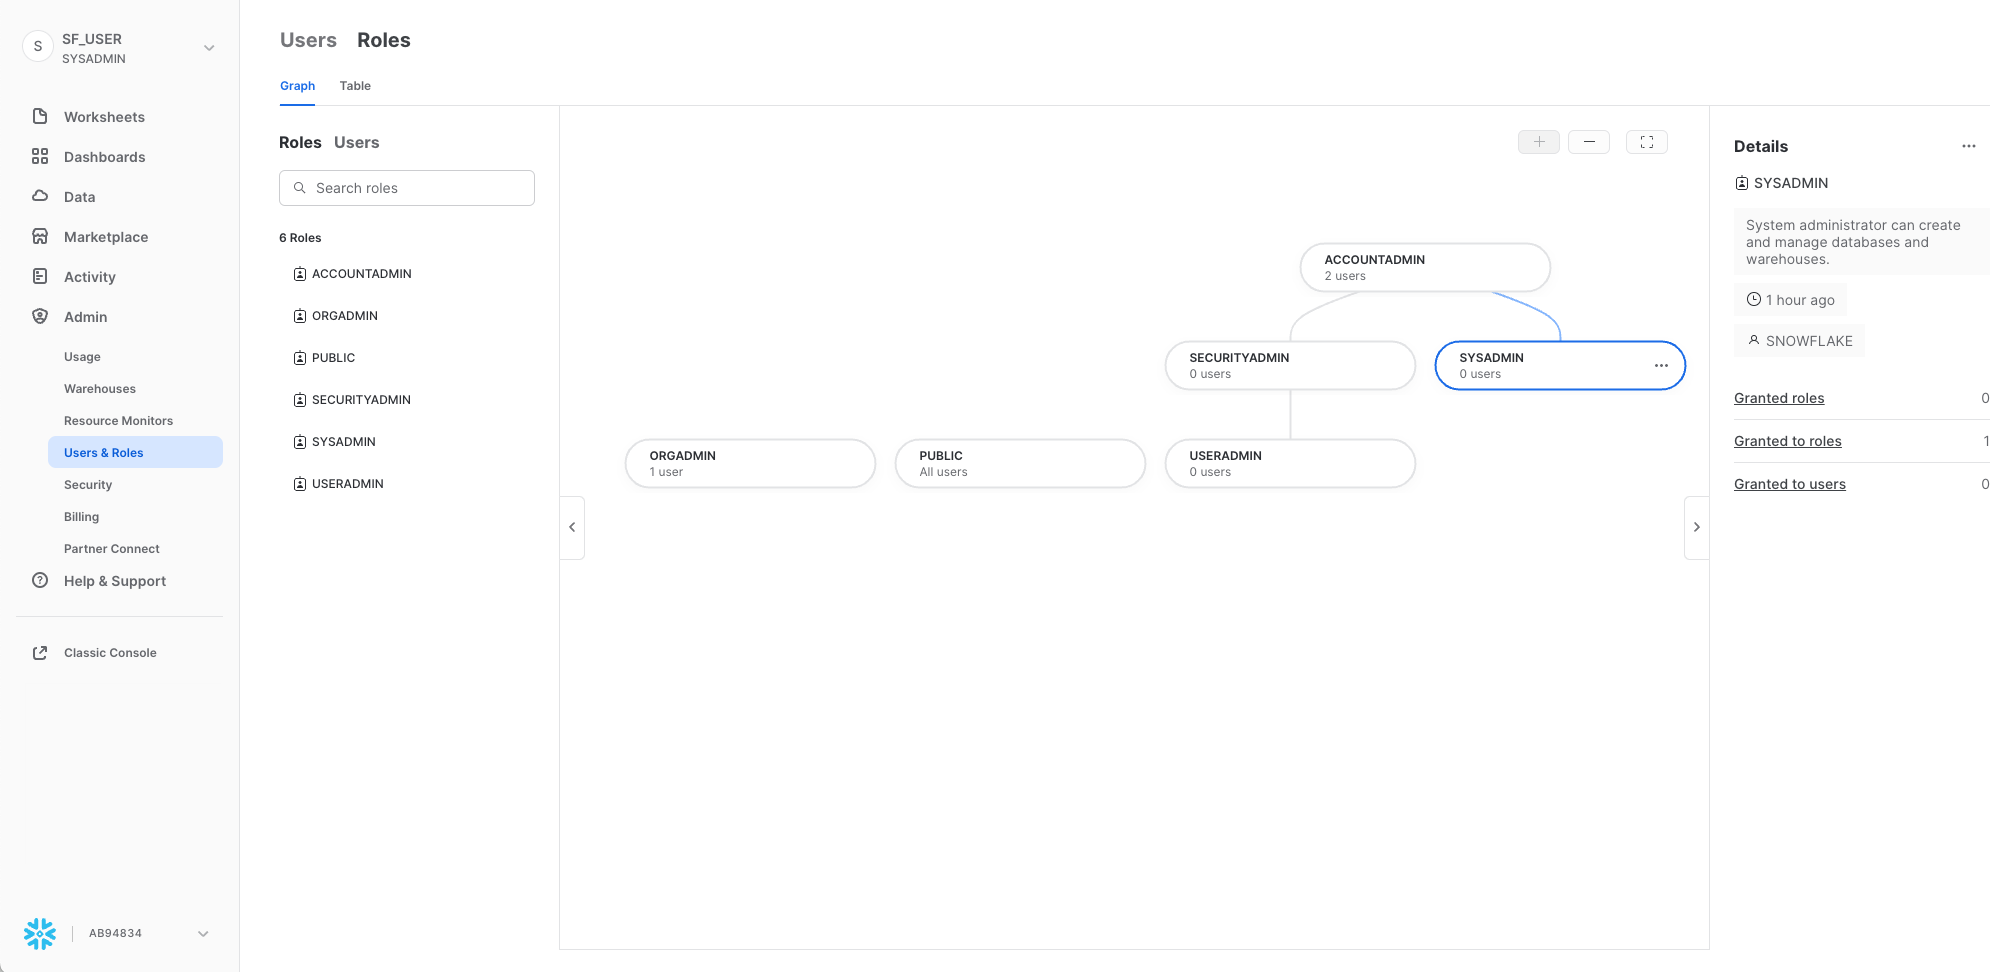 S
SF_USER
SYSADMIN
Worksheets
Dashboards
Data
Marketplace
Activity
Admin
Usage
Warehouses
Resource Monitors
Users & Roles
Security
Billing
Partner Connect
Help & Support
Classic Console
AB94834
Users Roles
Graph Table
Roles Users
Search roles
6 Roles
ACCOUNTADMIN
ORGADMIN
PUBLIC
SECURITYADMIN
SYSADMIN
USERADMIN
ACCOUNTADMIN
2 users
SECURITYADMIN
0 users
SYSADMIN
0 users
ORGADMIN
1 user
PUBLIC
All users
USERADMIN
0 users
Details
SYSADMIN
System administrator can create
and manage databases and
warehouses.
1 hour ago
SNOWFLAKE
Granted roles 0
Granted to roles 1
Granted to users 0